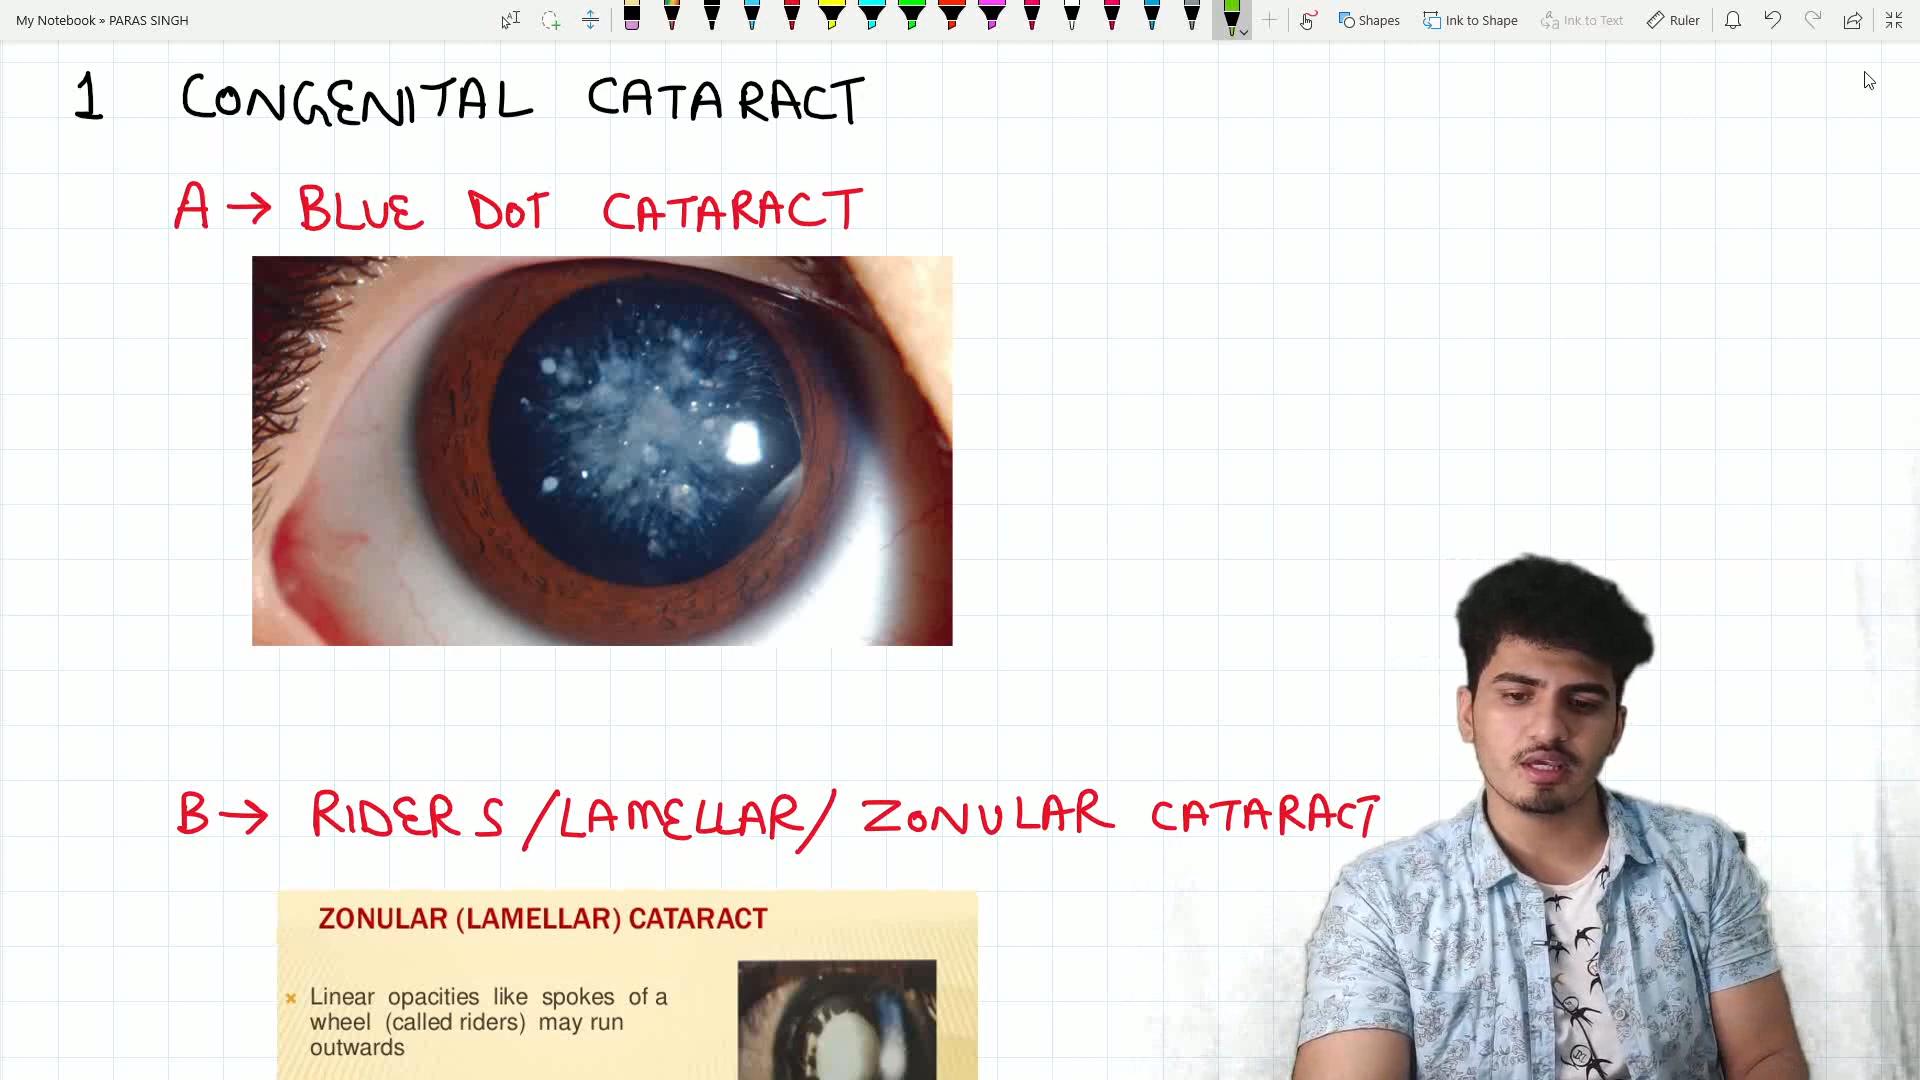 My Notebook » PARAS SINGH
Shapes Ink to Shape Ink to Text Ruler
1 CONGENITAL CATARACT
A → BLUE DOT CATARACT
B → RIDERS /LAMELLAR/ ZONULAR CATARACT
ZONULAR (LAMELLAR) CATARACT
Linear opacities like spokes of a
wheel (called riders) may run
outwards